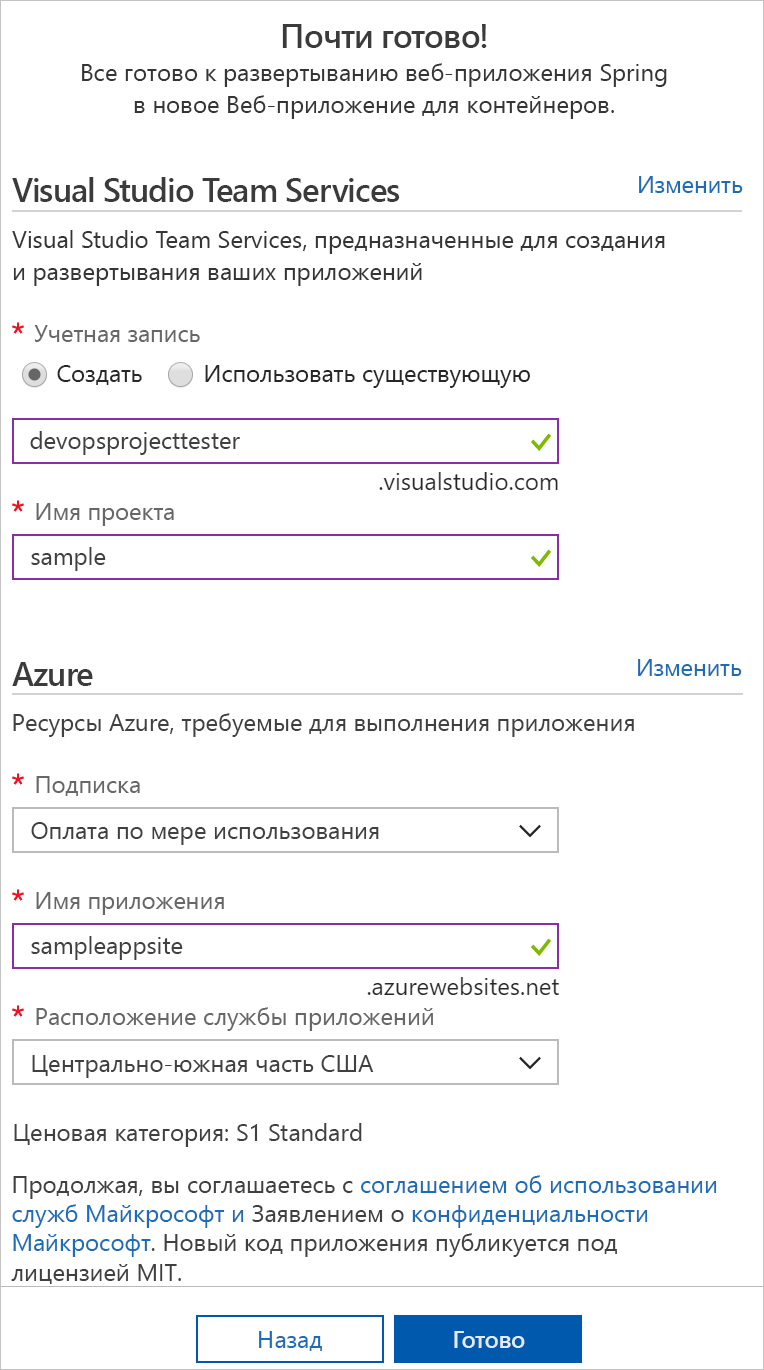 Почти готово!
Все готово к развертыванию веб-приложения Spring
в новое Веб-приложение для контейнеров.
Visual Studio Team Services
Изменить
Visual Studio Team Services, предназначенные для создания
и развертывания ваших приложений
* Учетная запись
Создать Использовать существующую
devopsprojecttester
.visualstudio.com
* Имя проекта
sample
Azure
Изменить
Ресурсы Azure, требуемые для выполнения приложения
* Подписка
Оплата по мере использования
* Имя приложения
sampleappsite
.azurewebsites.net
* Расположение службы приложений
Центрально-южная часть США
Ценовая категория: S1 Standard
Продолжая, вы соглашаетесь с соглашением об использовании
служб Майкрософт и Заявлением о конфиденциальности
Майкрософт. Новый код приложения публикуется под
лицензией MIT.
Назад Готово